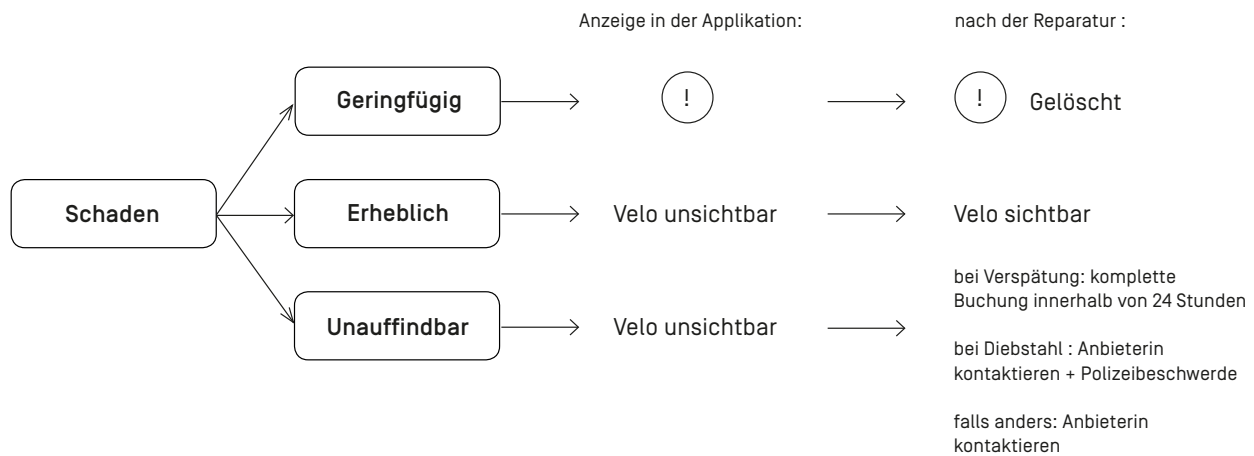 Anzeige in der Applikation:
nach der Reparatur :
Geringfügig
!
! Gelöscht
Schaden
Erheblich
Velo unsichtbar
Velo sichtbar
Unauffindbar
Velo unsichtbar
bei Verspätung: komplette
Buchung innerhalb von 24 Stunden
bei Diebstahl : Anbieterin
kontaktieren + Polizeibeschwerde
falls anders: Anbieterin
kontaktieren